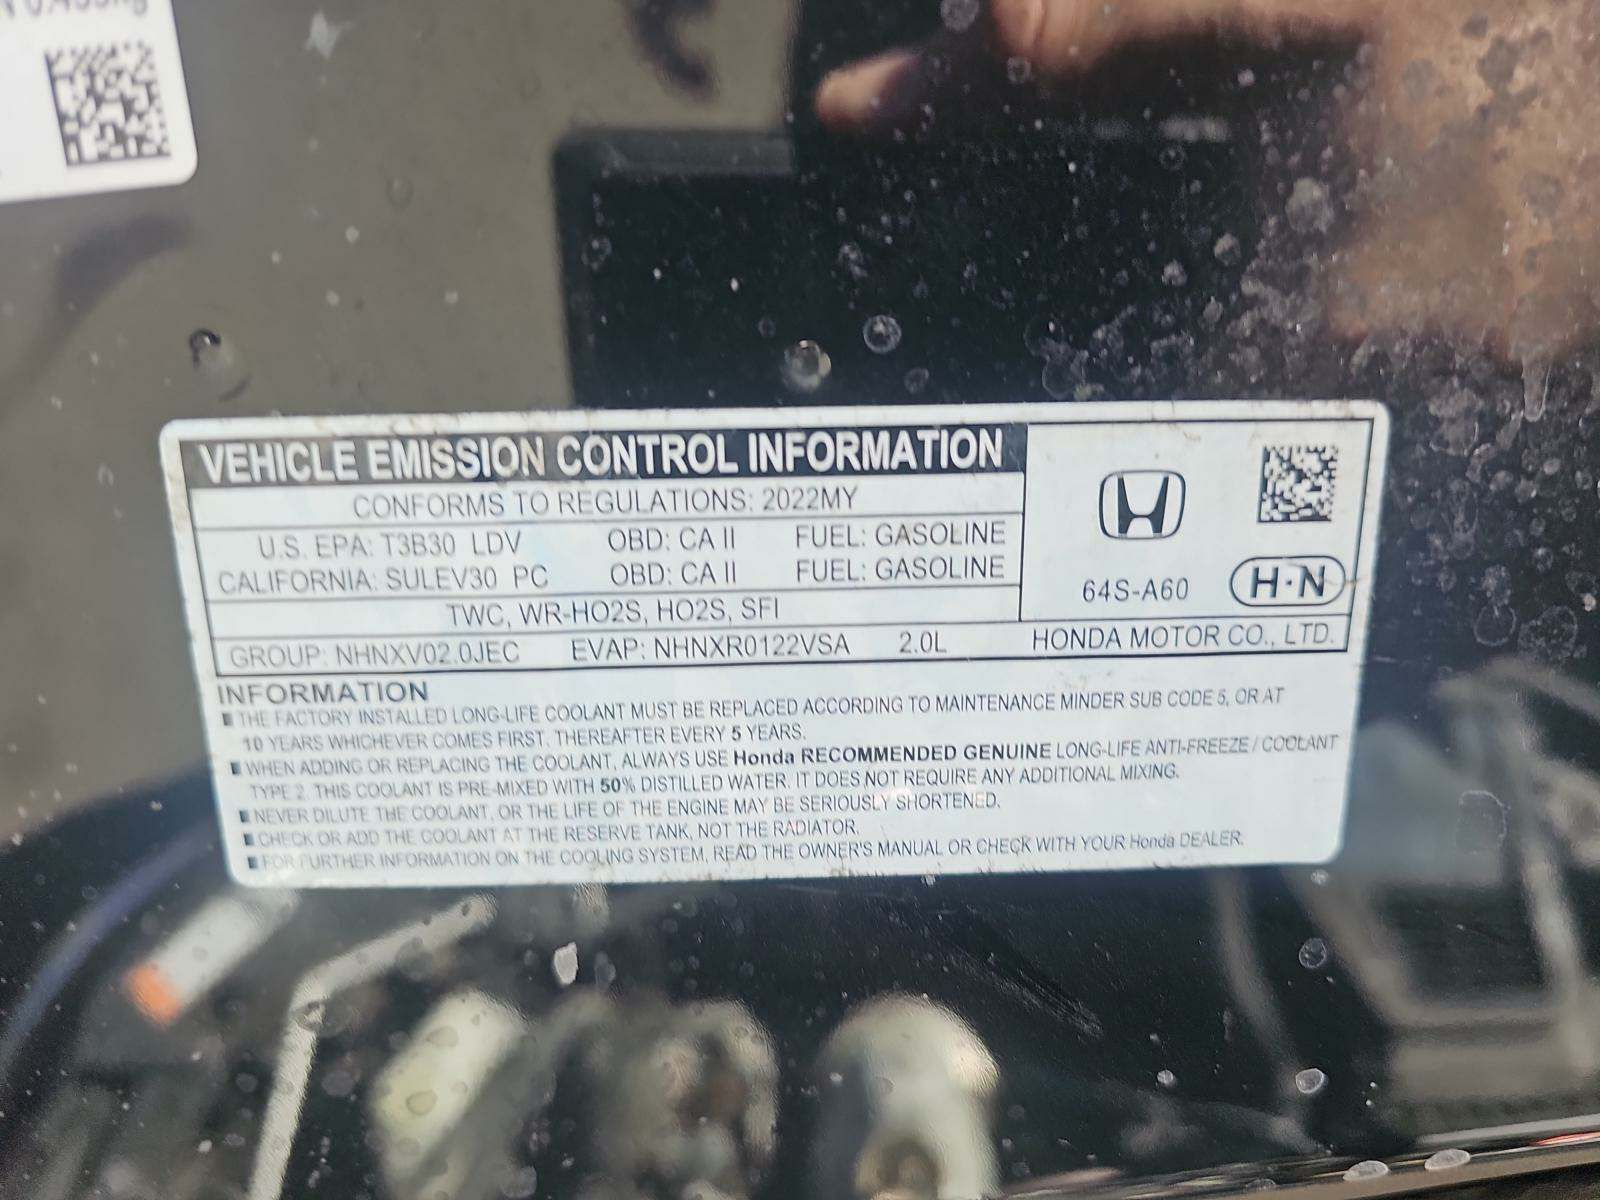 VEHICLE EMISSION CONTROL INFORMATION
CONFORMS TO REGULATIONS: 2022MY
U.S. EPA: T3B30 LDV OBD: CA II FUEL: GASOLINE
CALIFORNIA: SULEV30 PC OBD: CA II FUEL: GASOLINE
64S-A60 H·N
TWC, WR-HO2S, HO2S, SFI
GROUP: NHNXV02.0JEC EVAP: NHNXR0122VSA 2.0L HONDA MOTOR CO., LTD.
INFORMATION
■ THE FACTORY INSTALLED LONG-LIFE COOLANT MUST BE REPLACED ACCORDING TO MAINTENANCE MINDER SUB CODE 5, OR AT
10 YEARS WHICHEVER COMES FIRST. THEREAFTER EVERY 5 YEARS.
■ WHEN ADDING OR REPLACING THE COOLANT, ALWAYS USE Honda RECOMMENDED GENUINE LONG-LIFE ANTI-FREEZE / COOLANT
TYPE 2. THIS COOLANT IS PRE-MIXED WITH 50% DISTILLED WATER. IT DOES NOT REQUIRE ANY ADDITIONAL MIXING.
■ NEVER DILUTE THE COOLANT, OR THE LIFE OF THE ENGINE MAY BE SERIOUSLY SHORTENED.
■ CHECK OR ADD THE COOLANT AT THE RESERVE TANK, NOT THE RADIATOR.
■ FOR FURTHER INFORMATION ON THE COOLING SYSTEM, READ THE OWNER'S MANUAL OR CHECK WITH YOUR Honda DEALER.